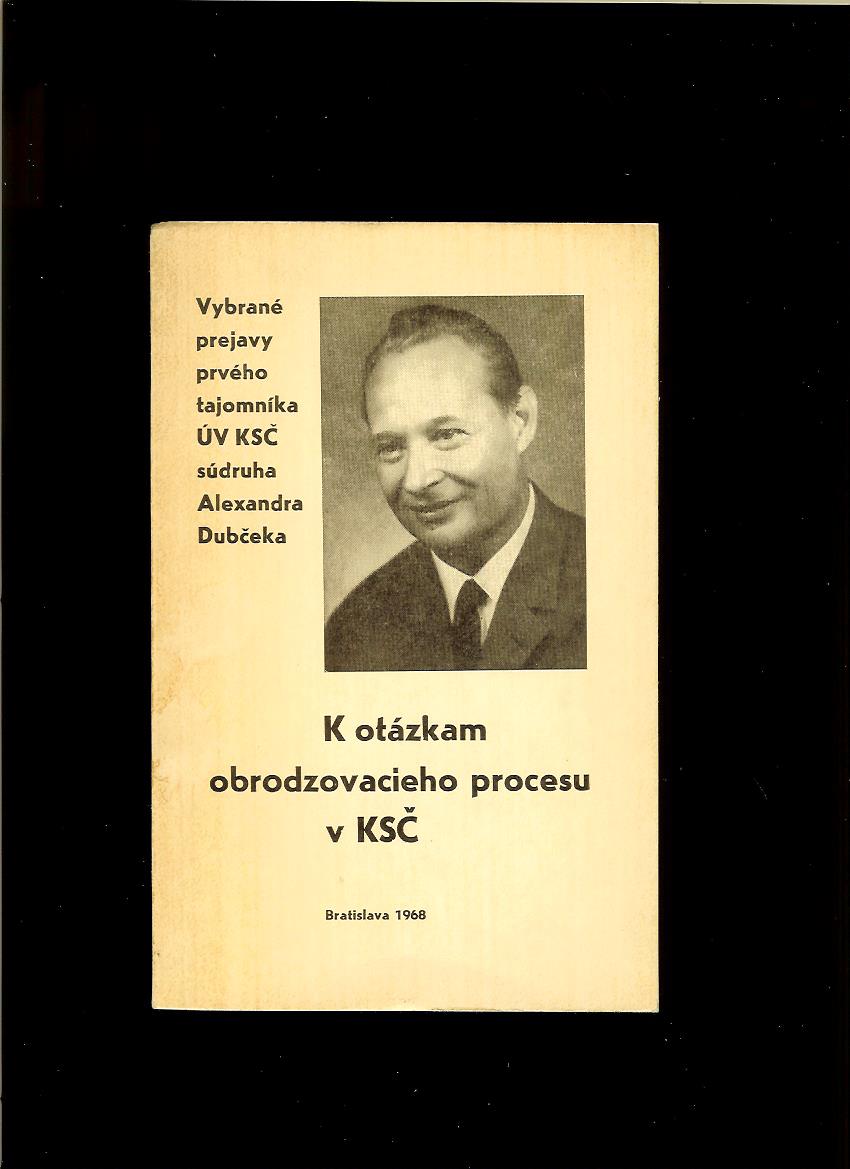 Vybrané
prejavy
prvého
tajomníka
ÚV KSČ
súdruha
Alexandra
Dubčeka
K otázkam
obrodzovacieho procesu
v KSČ
Bratislava 1968